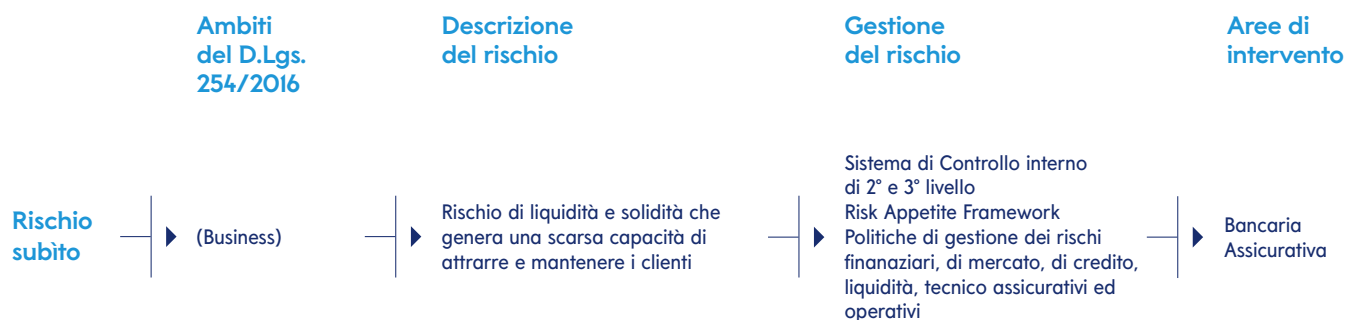 Ambiti
del D.Lgs.
254/2016
Descrizione
del rischio
Gestione
del rischio
Aree di
intervento
Rischio
subìto
(Business)
Rischio di liquidità e solidità che
genera una scarsa capacità di
attrarre e mantenere i clienti
Sistema di Controllo interno
di 2° e 3° livello
Risk Appetite Framework
Politiche di gestione dei rischi
finanaziari, di mercato, di credito,
liquidità, tecnico assicurativi ed
operativi
Bancaria
Assicurativa